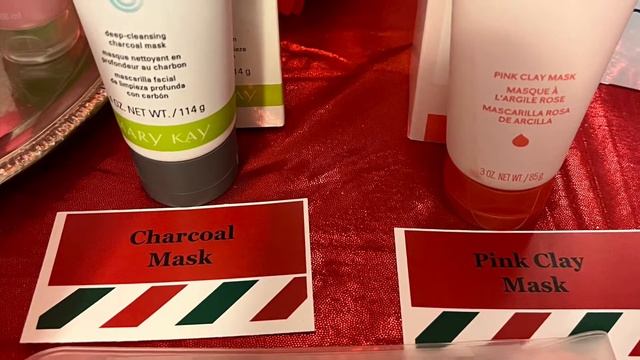 deep-cleansing
charcoal mask
masque nettoyant en
profondeur au charbon
mascarilla facial
de limpieza profunda
con carbón
OZ. NET WT. / 114 g
MARY KAY
14 g
PINK CLAY MASK
MASQUE À
L'ARGILE ROSE
MASCARILLA ROSA
DE ARCILLA
3 OZ. NET WT / 85 g
Charcoal
Mask
Pink Clay
Mask